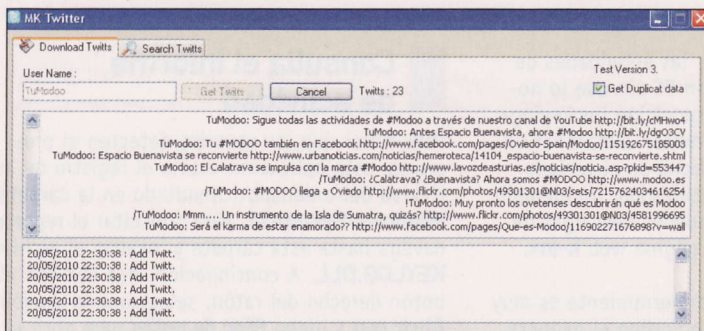 MK Twitter
Download Twitts
Search Twitts
User Name :
TuModoo
Get Twitts
Cancel
Twitts : 23
Test Version 3.
Get Duplicat data
TuModoo: Sigue todas las actividades de #Modoo a través de nuestro canal de YouTube http://bit.ly/cMHwo4
TuModoo: Antes Espacio Buenavista, ahora #Modoo http://bit.ly/dgO3CV
TuModoo: Tu #MODOO también en Facebook http://www.facebook.com/pages/Oviedo-Spain/Modoo/115192675185003
TuModoo: Espacio Buenavista se reconvierte http://www.urbanoticias.com/noticias/hemeroteca/14104_espacio-buenavista-se-reconvierte.shtml
TuModoo: El Calatrava se impulsa con la marca #Modoo http://www.lavozdeasturias.es/noticias/noticia.asp?pkid=553447
/TuModoo: ¿Calatrava? ¿Buenavista? Ahora somos #MODOO http://www.modoo.es
/TuModoo: #MODOO llega a Oviedo http://www.flickr.com/photos/49301301@N03/sets/72157624034616254
!TuModoo: Muy pronto los ovetenses descubrirán qué es Modoo
/TuModoo: Mmm.... Un instrumento de la Isla de Sumatra, quizás? http://www.flickr.com/photos/49301301@N03/4581996695
TuModoo: Será el karma de estar enamorado?? http://www.facebook.com/pages/Que-es-Modoo/116902271676898?v=wall
20/05/2010 22:30:38 : Add Twitt.
20/05/2010 22:30:38 : Add Twitt.
20/05/2010 22:30:38 : Add Twitt.
20/05/2010 22:30:38 : Add Twitt.
20/05/2010 22:30:38 : Add Twitt.
20/05/2010 22:30:38 : Add Twitt.